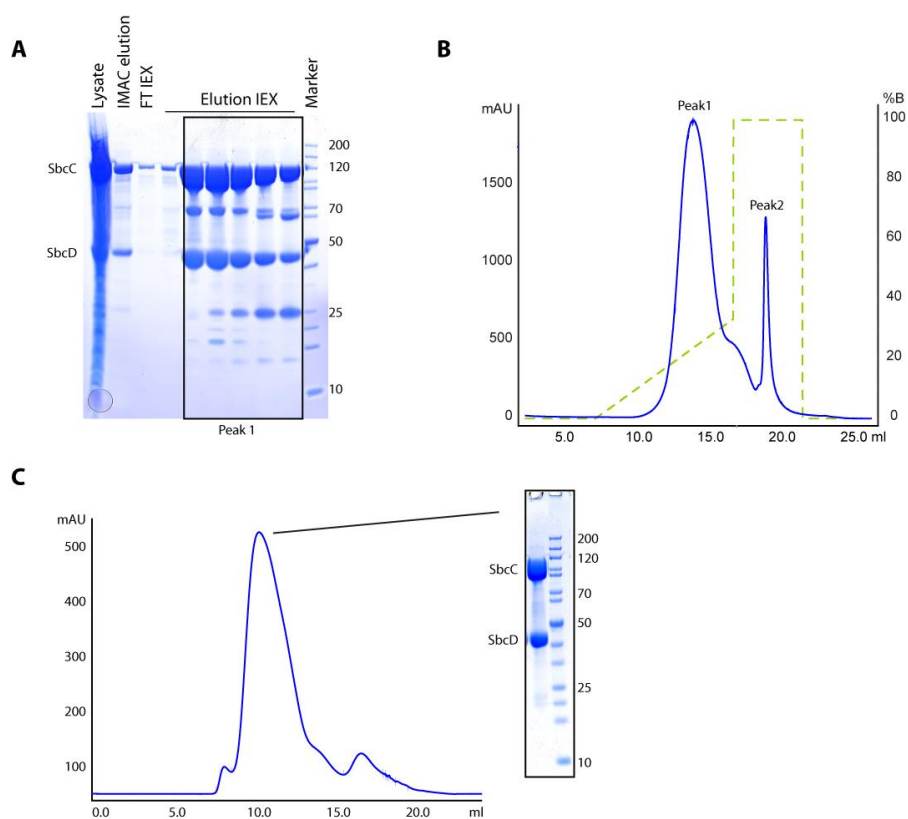 A
Lysate
IMAC elution
FT IEX
Elution IEX
Marker
SbcC
SbcD
200
120
70
50
25
10
Peak 1
B
mAU
%B
Peak1
Peak2
1500
1000
500
0
100
80
60
40
20
0
5.0 10.0 15.0 20.0 25.0 ml
C
mAU
500
400
300
200
100
0.0 5.0 10.0 15.0 20.0 ml
SbcC
SbcD
200
120
70
50
25
10